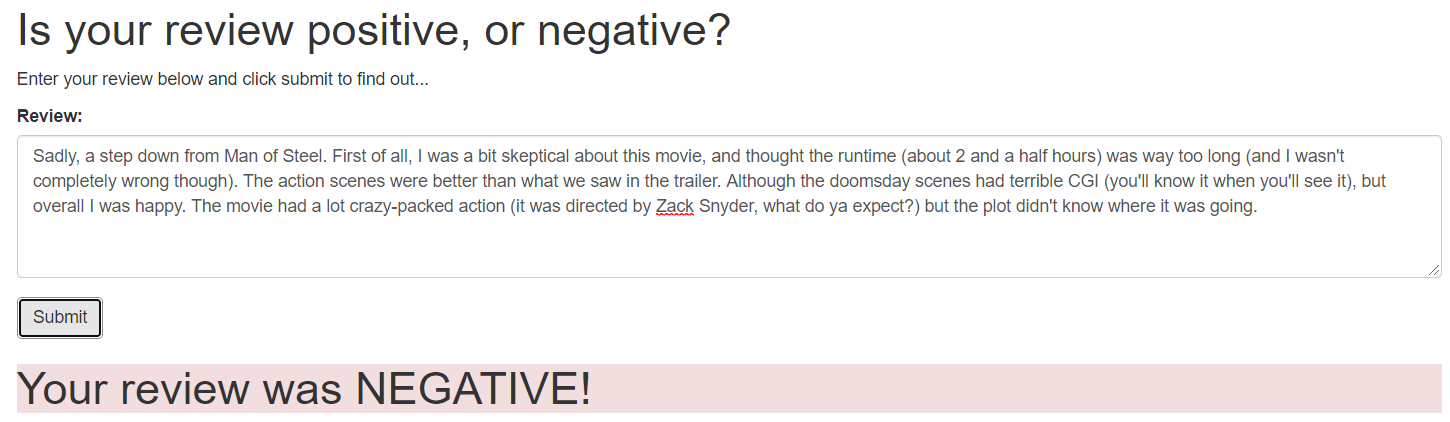 Is your review positive, or negative?
Enter your review below and click submit to find out...
Review:
Sadly, a step down from Man of Steel. First of all, I was a bit skeptical about this movie, and thought the runtime (about 2 and a half hours) was way too long (and I wasn't
completely wrong though). The action scenes were better than what we saw in the trailer. Although the doomsday scenes had terrible CGI (you'll know it when you'll see it), but
overall I was happy. The movie had a lot crazy-packed action (it was directed by Zack Snyder, what do ya expect?) but the plot didn't know where it was going.
Submit
Your review was NEGATIVE!